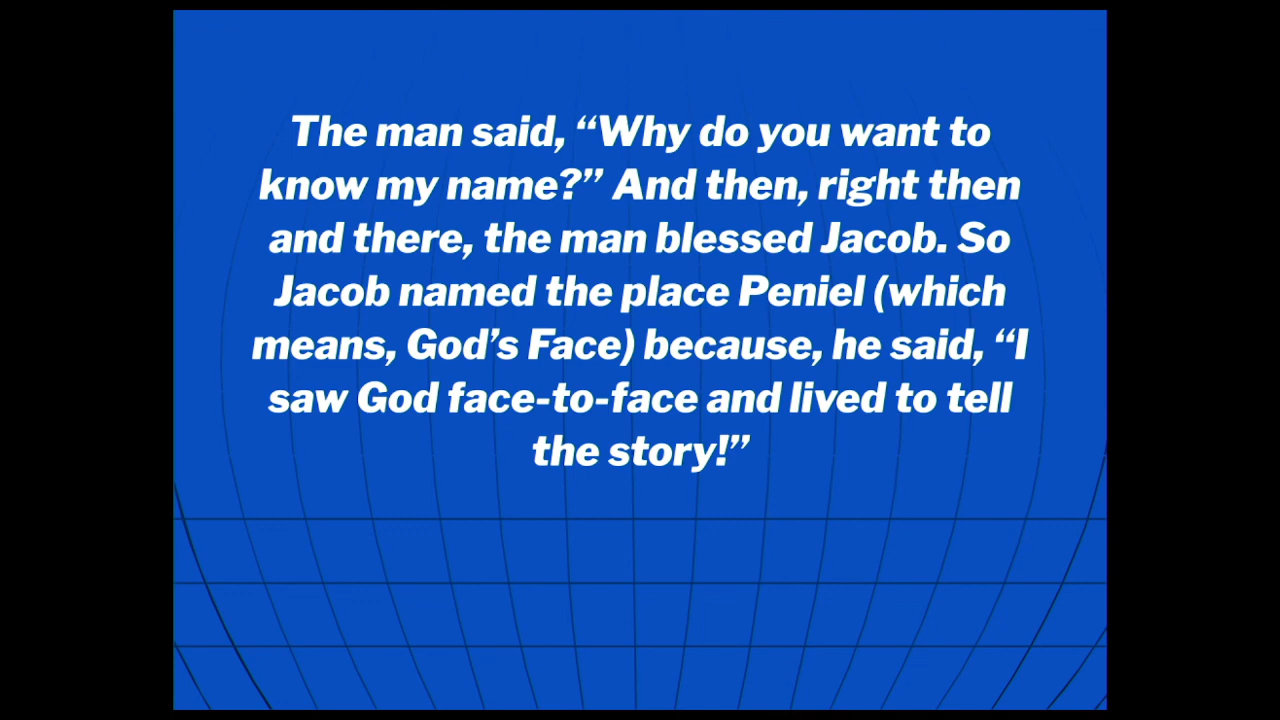 The man said, “Why do you want to
know my name?” And then, right then
and there, the man blessed Jacob. So
Jacob named the place Peniel (which
means, God’s Face) because, he said, “I
saw God face-to-face and lived to tell
the story!”